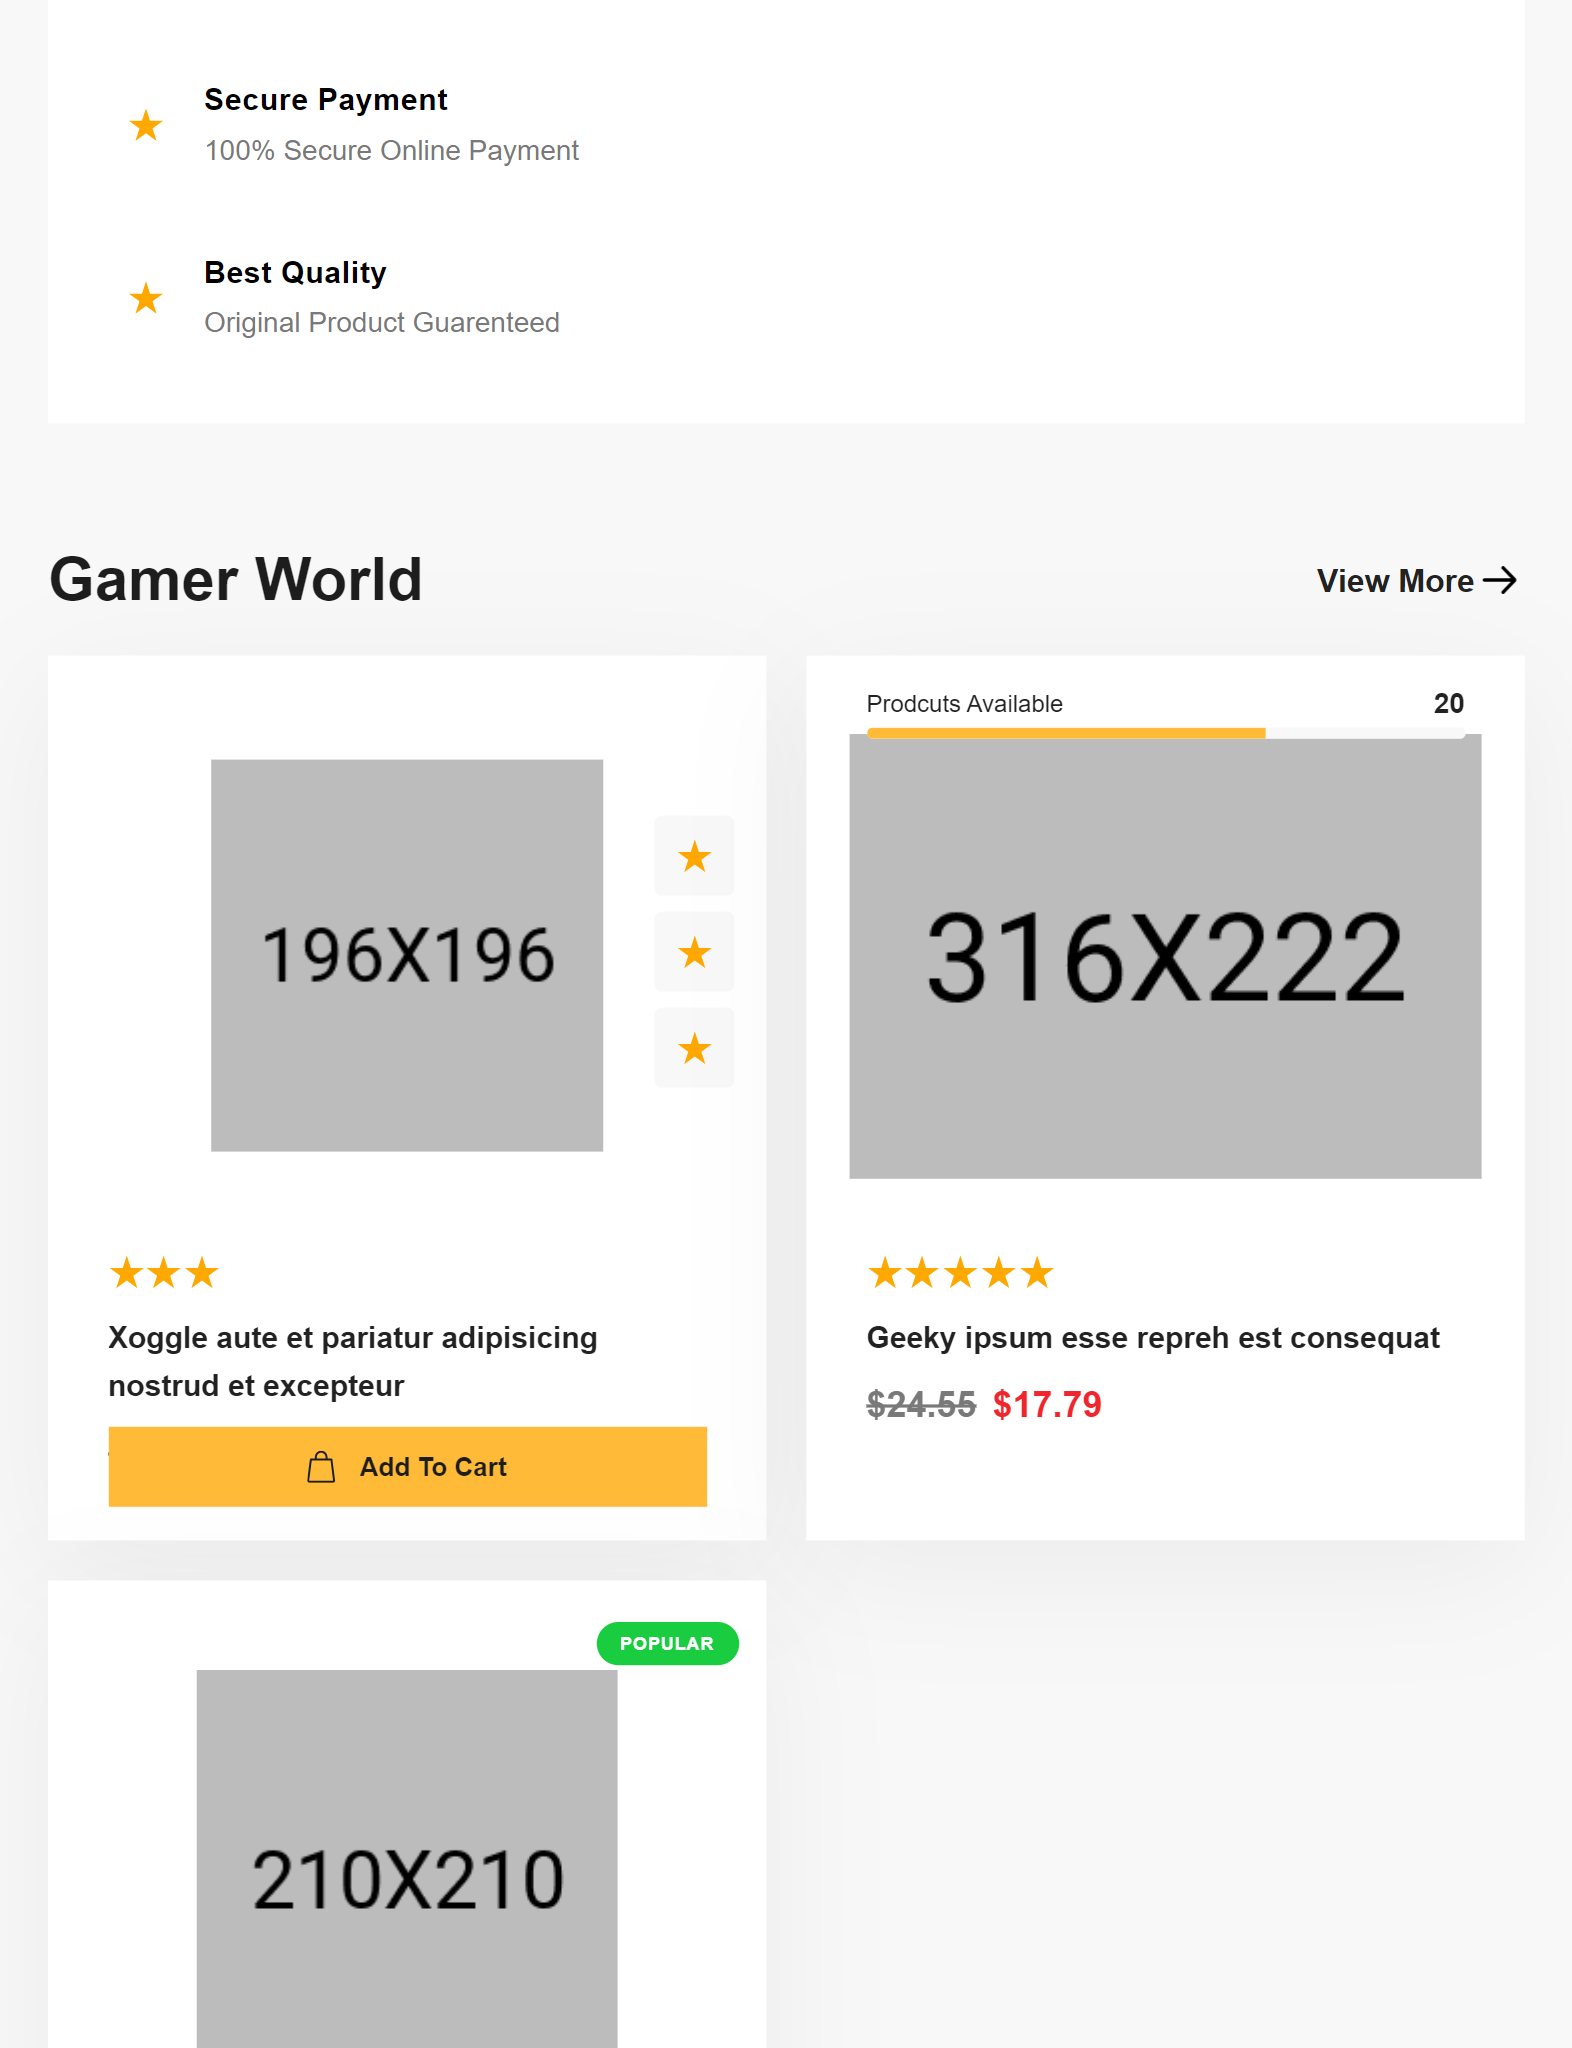 Secure Payment
100% Secure Online Payment
Best Quality
Original Product Guarenteed
Gamer World
View More
196X196
Xoggle aute et pariatur adipisicing
nostrud et excepteur
Add To Cart
Prodcuts Available
20
316X222
Geeky ipsum esse repreh est consequat
$24.55 $17.79
POPULAR
210X210